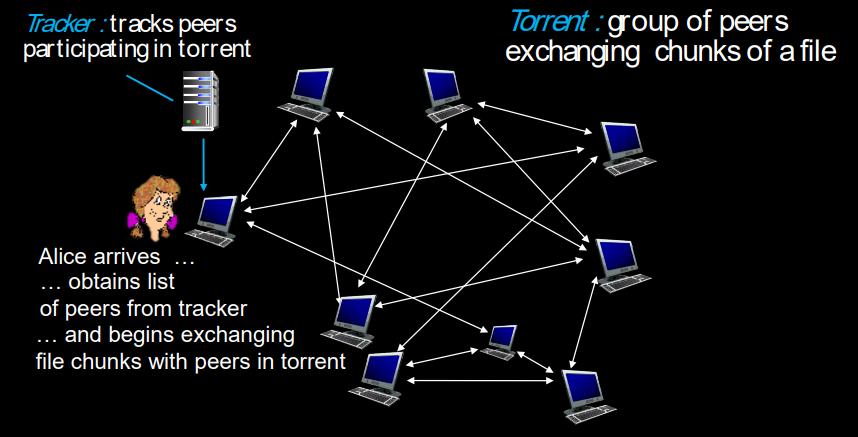 Tracker : tracks peers
participating in torrent
Torrent : group of peers
exchanging chunks of a file
Alice arrives …
… obtains list
of peers from tracker
… and begins exchanging
file chunks with peers in torrent